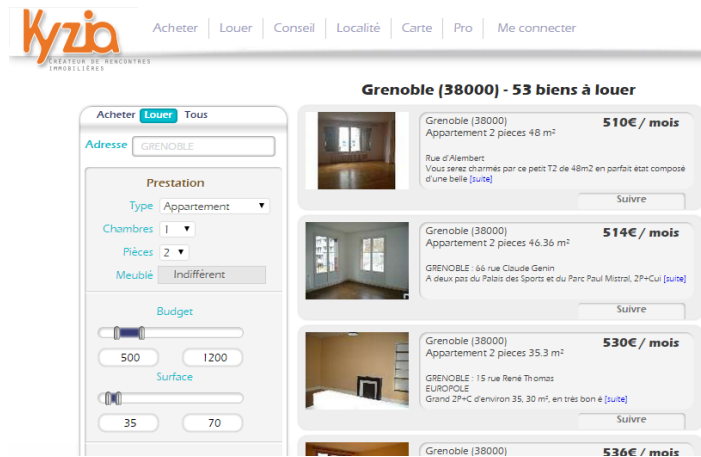 Kyzia
CRÉATEUR DE RENCONTRES
IMMOBILIÈRES
Acheter Louer Conseil Localité Carte Pro Me connecter
Grenoble (38000) - 53 biens à louer
Acheter Louer Tous
Adresse GRENOBLE
Prestation
Type Appartement
Chambres 1
Pièces 2
Meublé Indifférent
Budget
500 1200
Surface
35 70
Grenoble (38000)
Appartement 2 pieces 48 m²
510€ / mois
Rue d'Alembert
Vous serez charmés par ce petit T2 de 48m2 en parfait état composé
d'une belle [suite]
Suivre
Grenoble (38000)
Appartement 2 pieces 46.36 m²
514€ / mois
GRENOBLE : 66 rue Claude Genin
A deux pas du Palais des Sports et du Parc Paul Mistral, 2P+Cui [suite]
Suivre
Grenoble (38000)
Appartement 2 pieces 35.3 m²
530€ / mois
GRENOBLE : 15 rue René Thomas
EUROPOLE
Grand 2P+C d'environ 35, 30 m², en très bon é [suite]
Suivre
Grenoble (38000)
536€ / mois